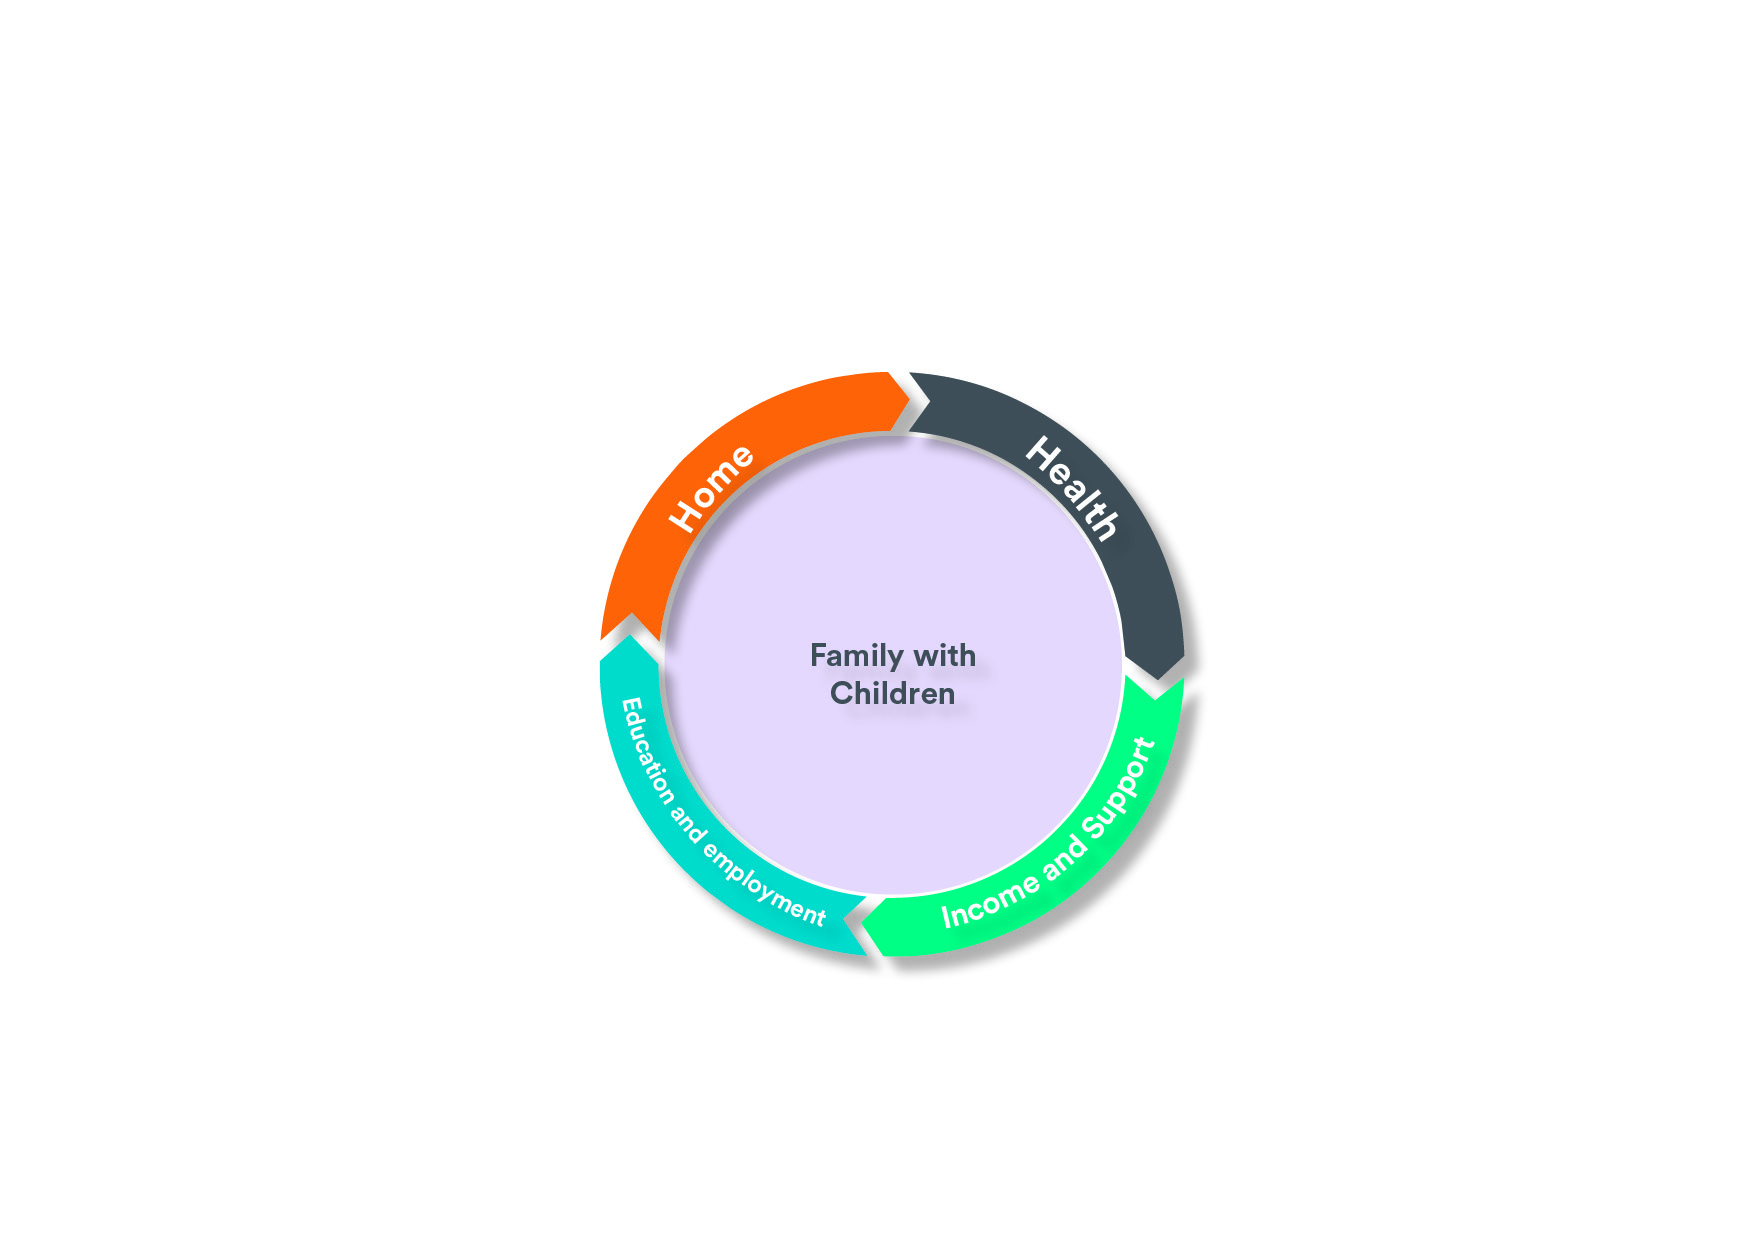 Home
Health
Family with
Children
Education and employment
Income and Support